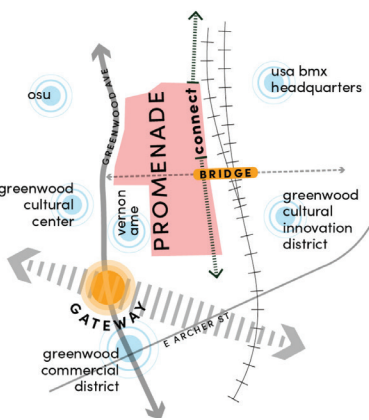 osu
GREENWOOD AVE
PROMENADE
connect
usa bmx
headquarters
BRIDGE
greenwood
cultural
center
vernon
ame
greenwood
cultural
innovation
district
GATEWAY
E ARCHER ST
greenwood
commercial
district